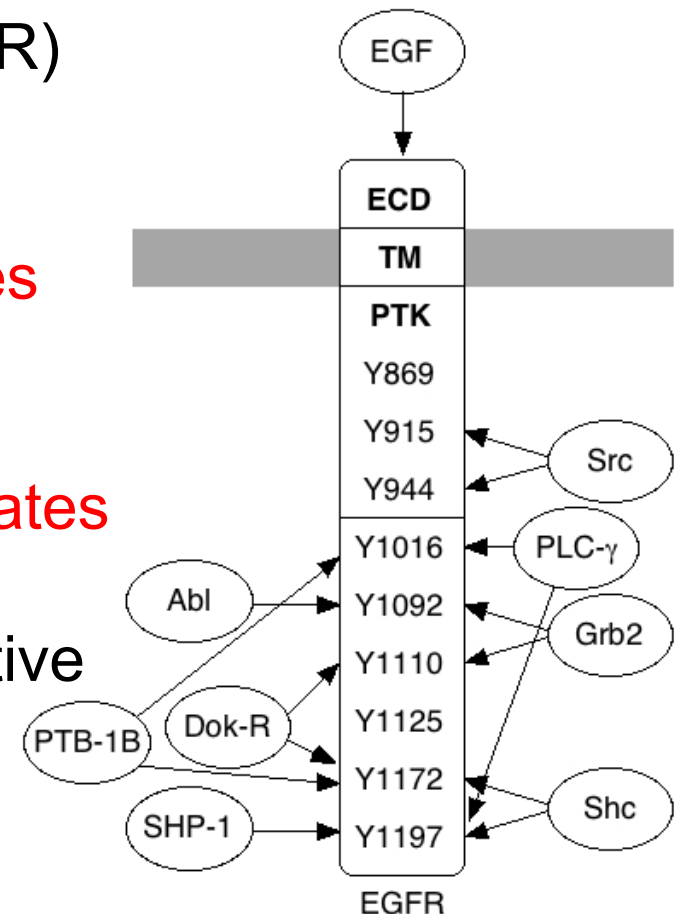 R)
EGF
ECD
es
TM
PTK
Y869
Y915
Src
Y944
ates
Y1016
PLC-γ
Abl
Y1092
Grb2
tive
Y1110
Dok-R
Y1125
PTB-1B
Y1172
Shc
SHP-1
Y1197
EGFR